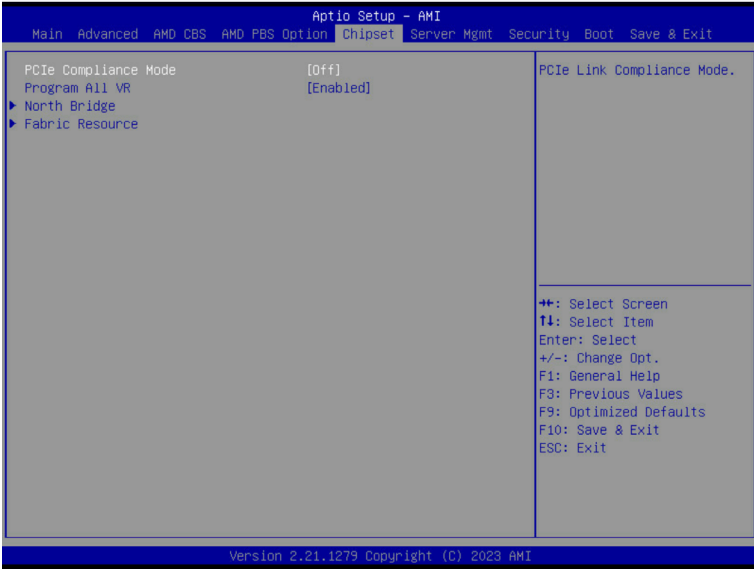 Aptio Setup – AMI
Main Advanced AMD CBS AMD PBS Option Chipset Server Mgmt Security Boot Save & Exit
PCIe Compliance Mode [Off]
Program All VR [Enabled]
North Bridge
Fabric Resource
PCIe Link Compliance Mode.
→←: Select Screen
↑↓: Select Item
Enter: Select
+/-: Change Opt.
F1: General Help
F3: Previous Values
F9: Optimized Defaults
F10: Save & Exit
ESC: Exit
Version 2.21.1279 Copyright (C) 2023 AMI